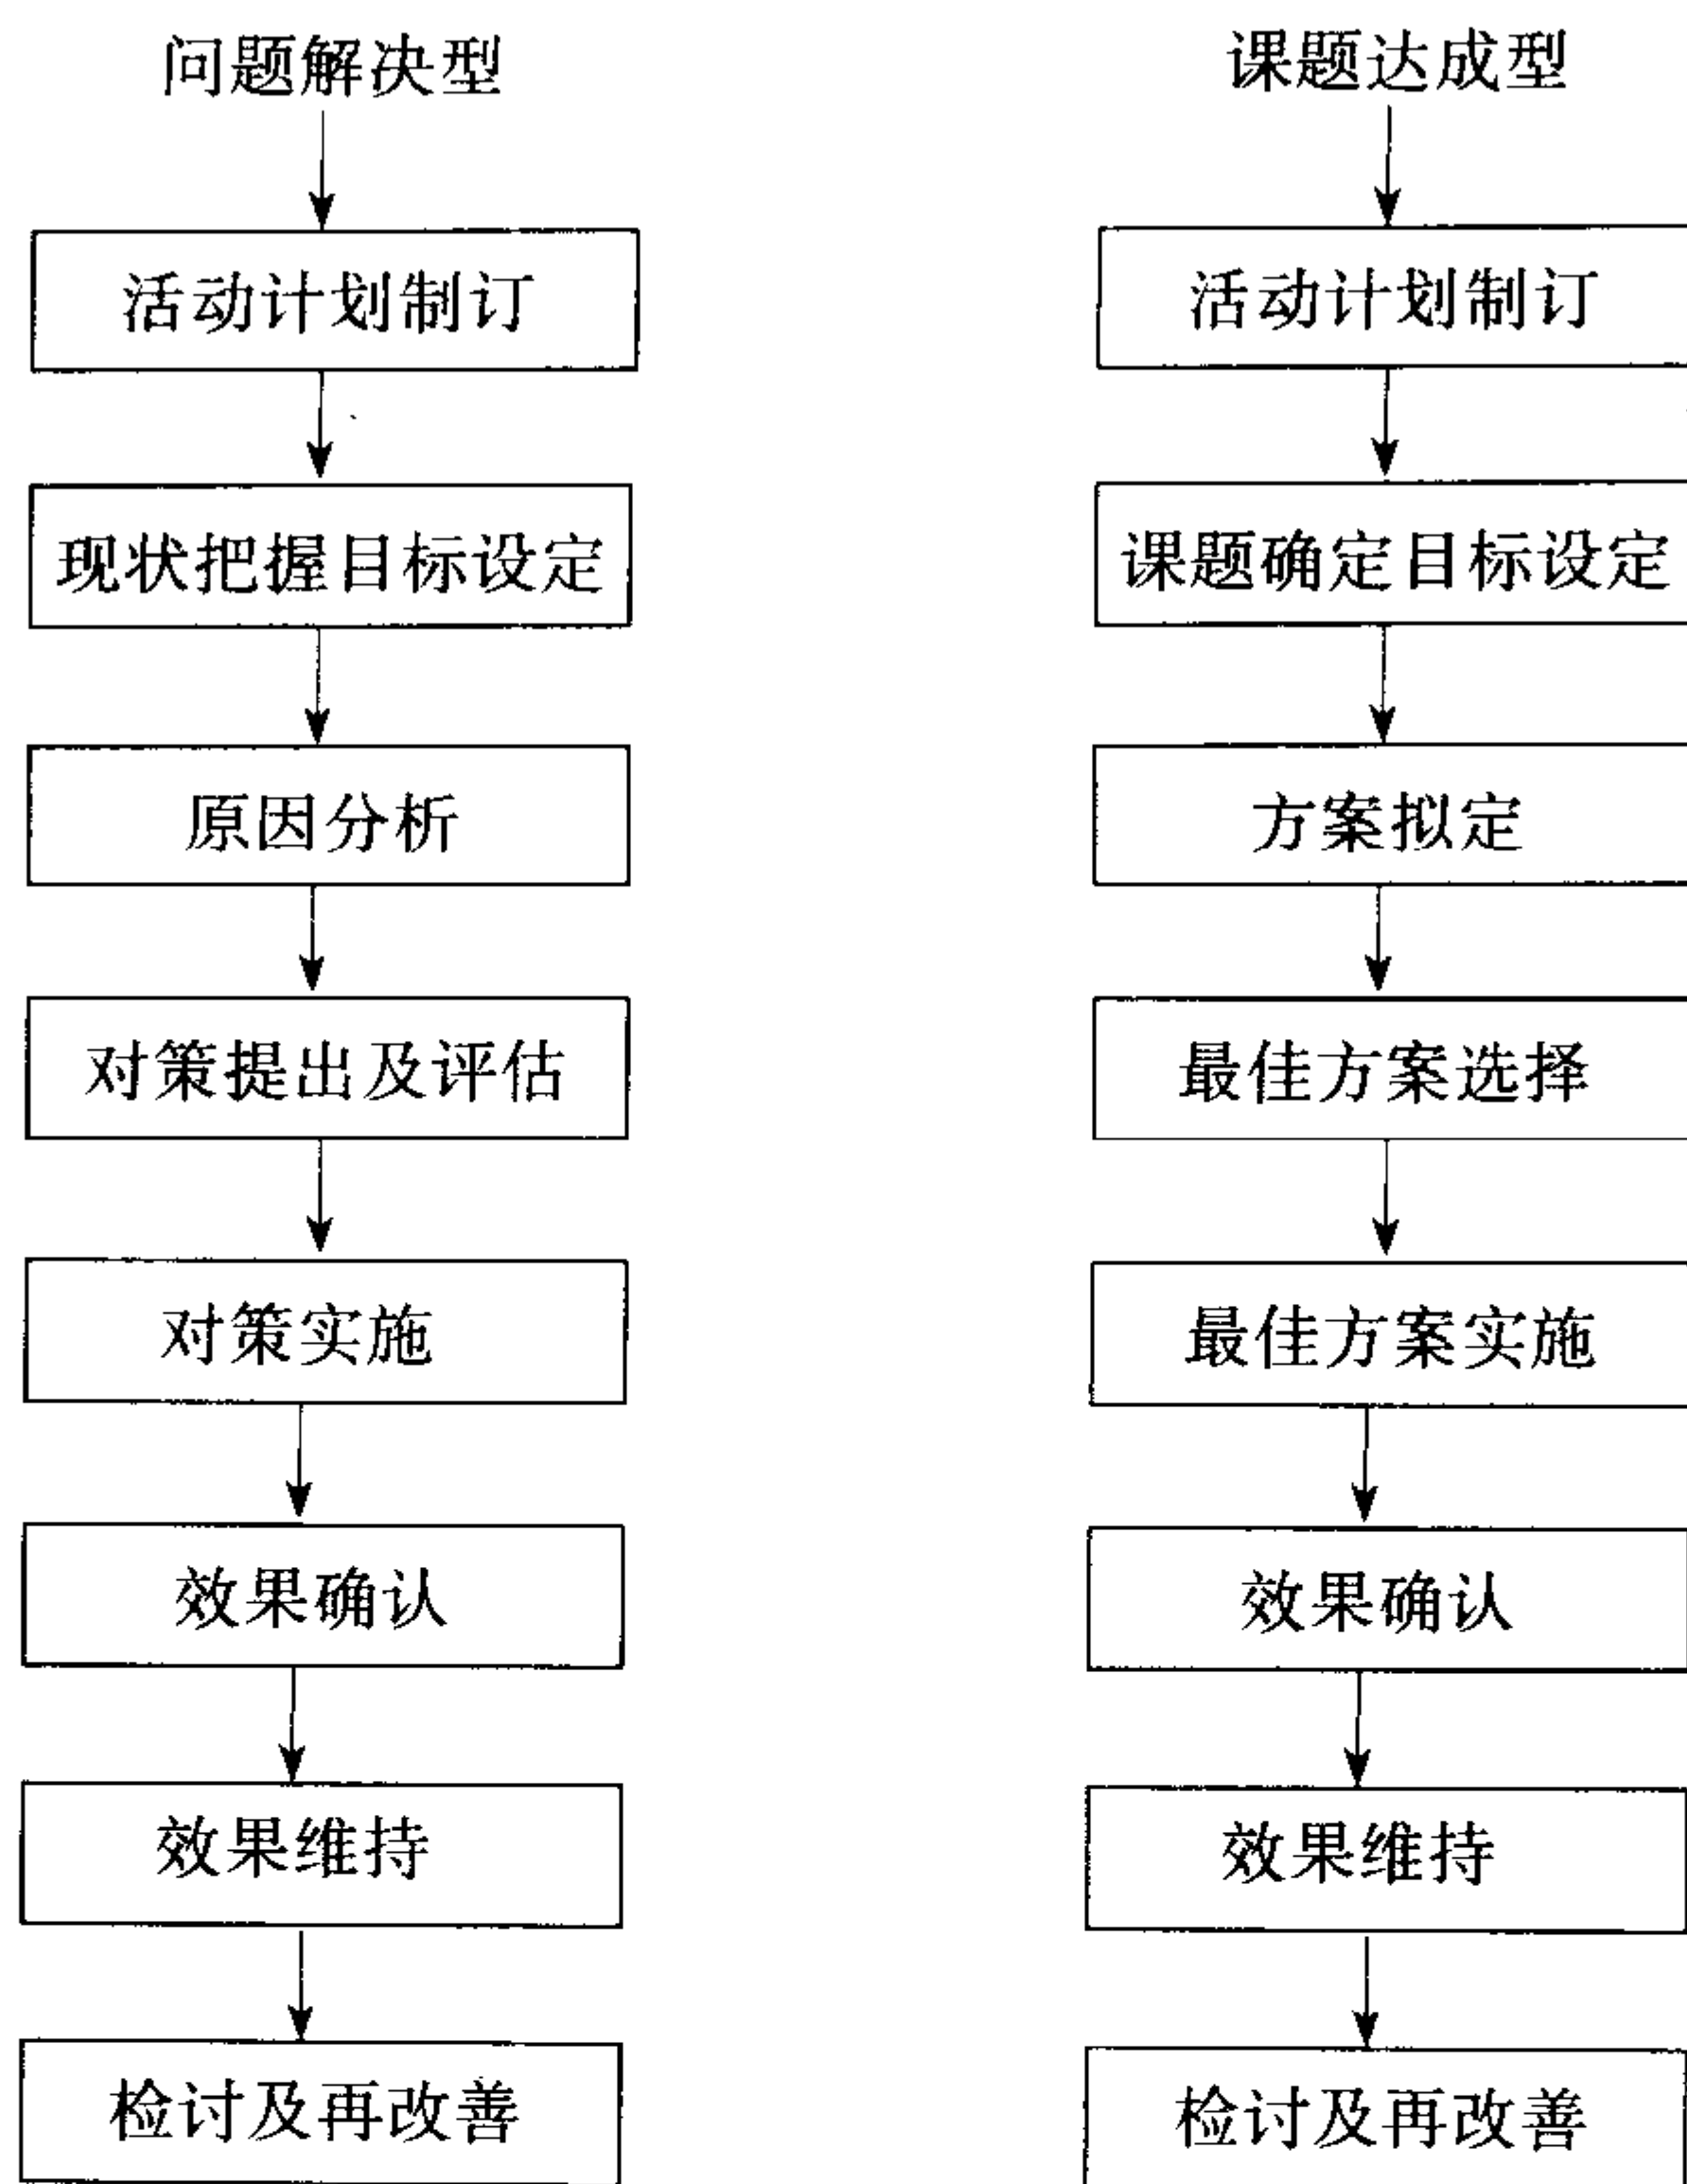 问题解决型
活动计划制订
现状把握目标设定
原因分析
对策提出及评估
对策实施
效果确认
效果维持
检讨及再改善
课题达成型
活动计划制订
课题确定目标设定
方案拟定
最佳方案选择
最佳方案实施
效果确认
效果维持
检讨及再改善